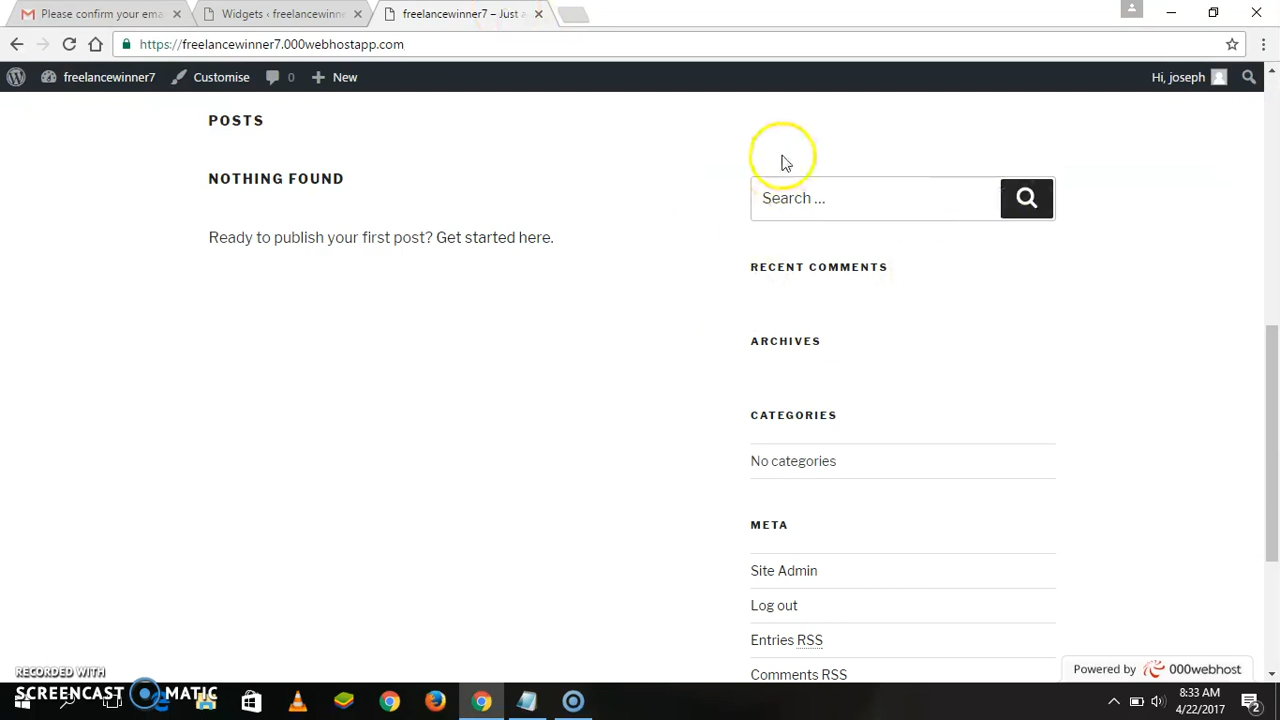 Please confirm your ema
Widgets ‹ freelancewinne
freelancewinner7 – Just a
https://freelancewinner7.000webhostapp.com
freelancewinner7
Customise
0
New
Hi, joseph
POSTS
NOTHING FOUND
Ready to publish your first post? Get started here.
Search …
RECENT COMMENTS
ARCHIVES
CATEGORIES
No categories
META
Site Admin
Log out
Entries RSS
Comments RSS
Powered by 000webhost
RECORDED WITH
SCREENCAST MATIC
8:33 AM
4/22/2017
2